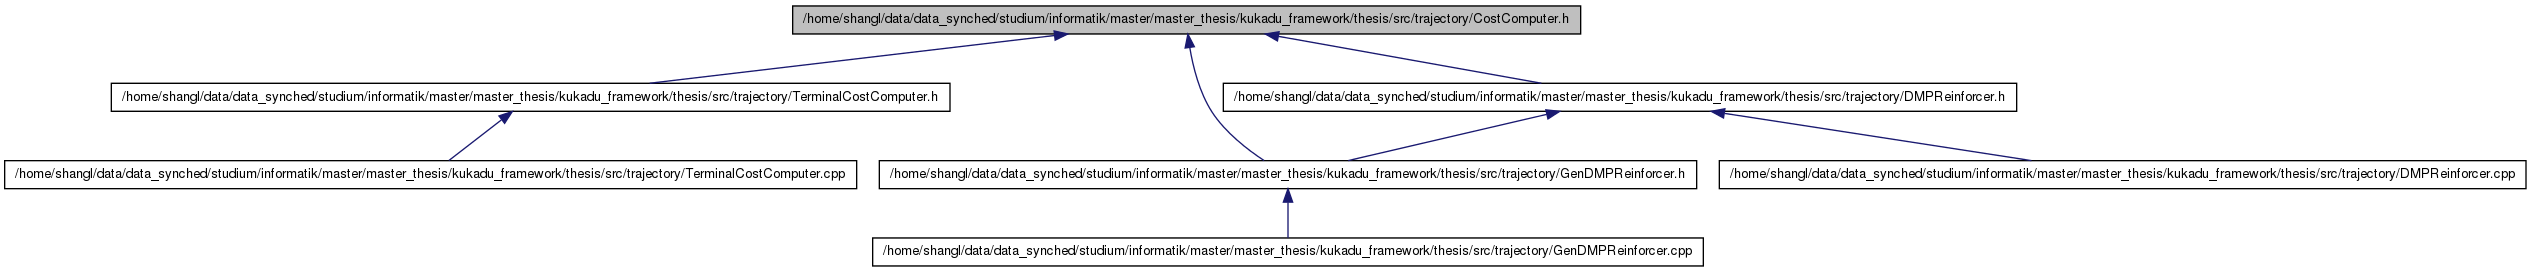 /home/shangl/data/data_synched/studium/informatik/master/master_thesis/kukadu_framework/thesis/src/trajectory/CostComputer.h
/home/shangl/data/data_synched/studium/informatik/master/master_thesis/kukadu_framework/thesis/src/trajectory/TerminalCostComputer.h
/home/shangl/data/data_synched/studium/informatik/master/master_thesis/kukadu_framework/thesis/src/trajectory/DMPReinforcer.h
/home/shangl/data/data_synched/studium/informatik/master/master_thesis/kukadu_framework/thesis/src/trajectory/TerminalCostComputer.cpp
/home/shangl/data/data_synched/studium/informatik/master/master_thesis/kukadu_framework/thesis/src/trajectory/GenDMPReinforcer.h
/home/shangl/data/data_synched/studium/informatik/master/master_thesis/kukadu_framework/thesis/src/trajectory/DMPReinforcer.cpp
/home/shangl/data/data_synched/studium/informatik/master/master_thesis/kukadu_framework/thesis/src/trajectory/GenDMPReinforcer.cpp